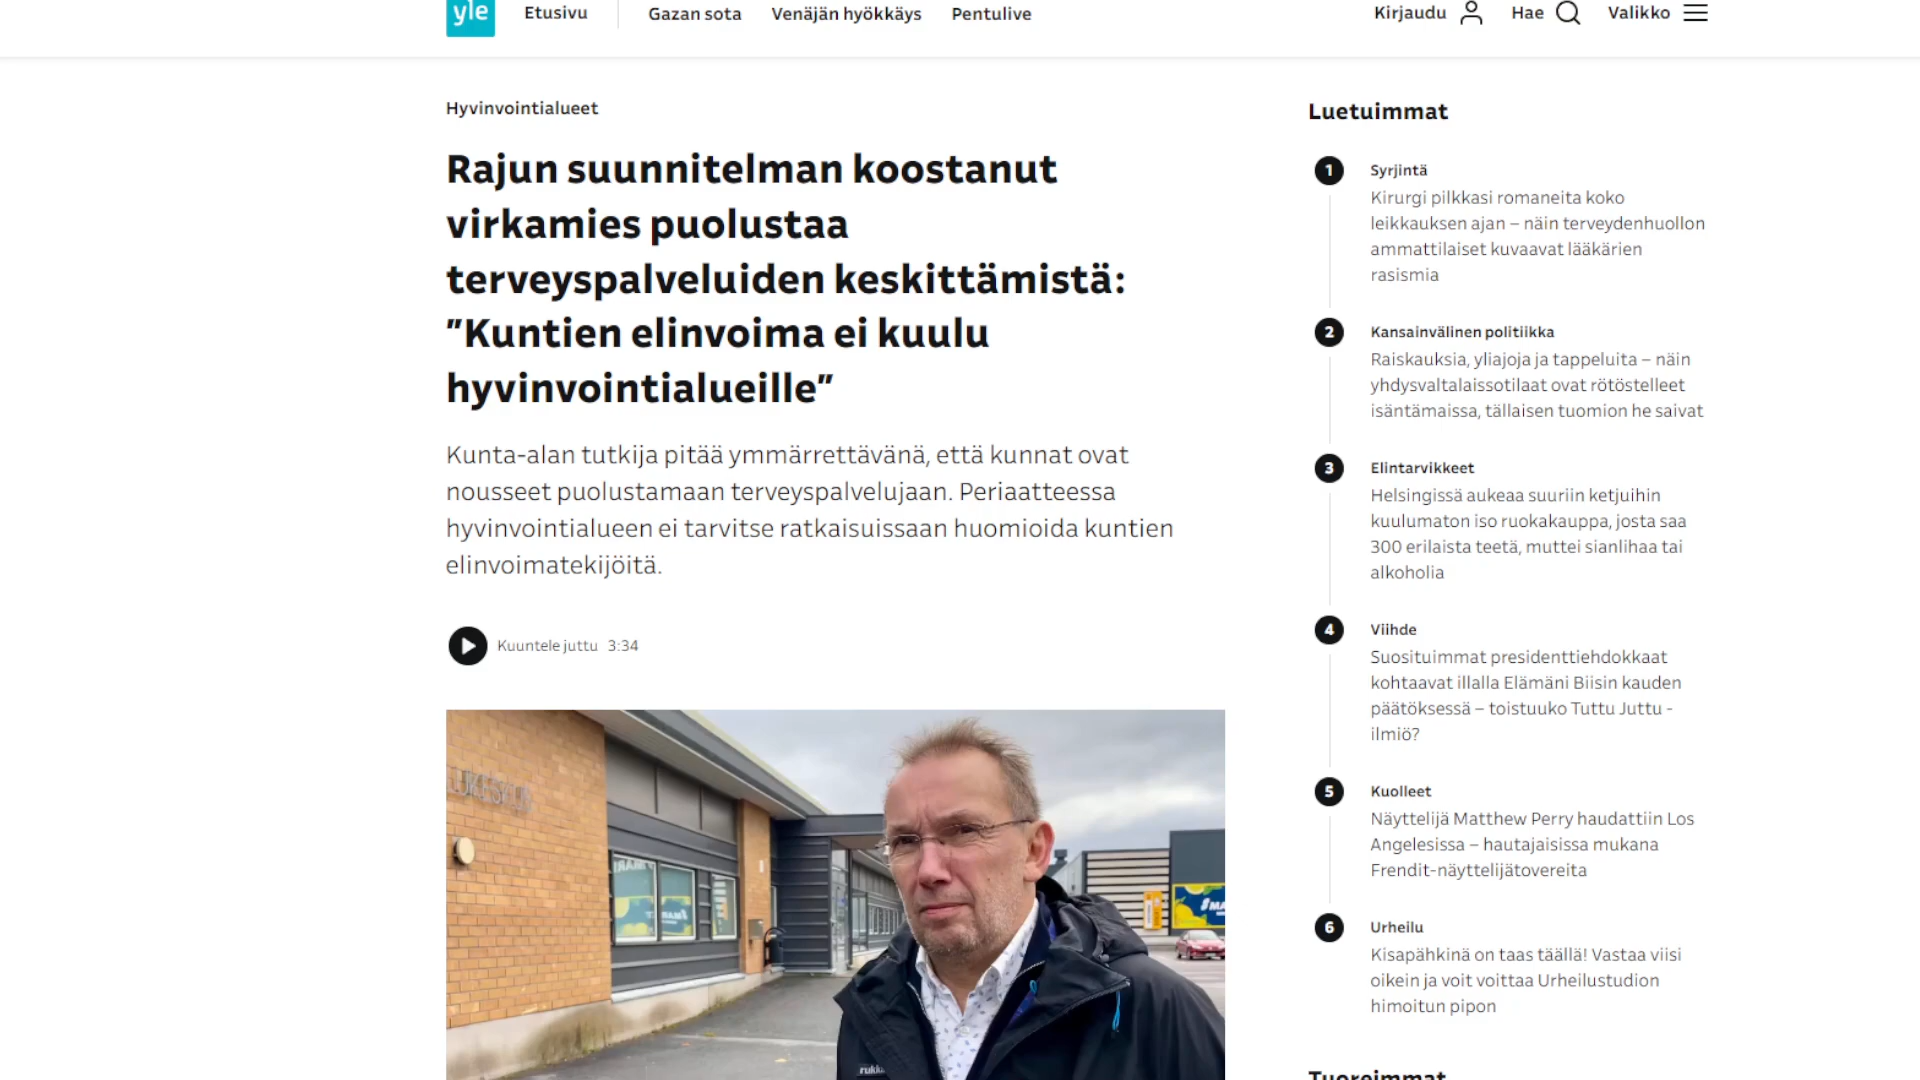 yle
Etusivu
Gazan sota
Venäjän hyökkäys
Pentulive
Kirjaudu
Hae
Valikko
Hyvinvointialueet
Rajun suunnitelman koostanut
virkamies puolustaa
terveyspalveluiden keskittämistä:
”Kuntien elinvoima ei kuulu
hyvinvointialueille”
Kunta-alan tutkija pitää ymmärrettävänä, että kunnat ovat
nousseet puolustamaan terveyspalvelujaan. Periaatteessa
hyvinvointialueen ei tarvitse ratkaisuissaan huomioida kuntien
elinvoimatekijöitä.
Kuuntele juttu 3:34
Luetuimmat
1
Syrjintä
Kirurgi pilkkasi romaneita koko
leikkauksen ajan – näin terveydenhuollon
ammattilaiset kuvaavat lääkärien
rasismia
2
Kansainvälinen politiikka
Raiskauksia, yliajoja ja tappeluita – näin
yhdysvaltalaissotilaat ovat rötöstelleet
isäntämaissa, tällaisen tuomion he saivat
3
Elintarvikkeet
Helsingissä aukeaa suuriin ketjuihin
kuulumaton iso ruokakauppa, josta saa
300 erilaista teetä, muttei sianlihaa tai
alkoholia
4
Viihde
Suosituimmat presidenttiehdokkaat
kohtaavat illalla Elämäni Biisin kauden
päätöksessä – toistuuko Tuttu Juttu -
ilmiö?
5
Kuolleet
Näyttelijä Matthew Perry haudattiin Los
Angelesissa – hautajaisissa mukana
Frendit-näyttelijätovereita
6
Urheilu
Kisapähkinä on taas täällä! Vastaa viisi
oikein ja voit voittaa Urheilustudion
himoitun pipon
Tuoreimmat